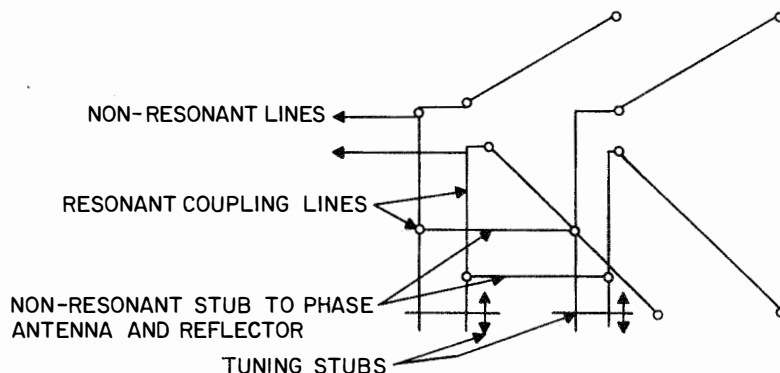 NON-RESONANT LINES
RESONANT COUPLING LINES
NON-RESONANT STUB TO PHASE
ANTENNA AND REFLECTOR
TUNING STUBS